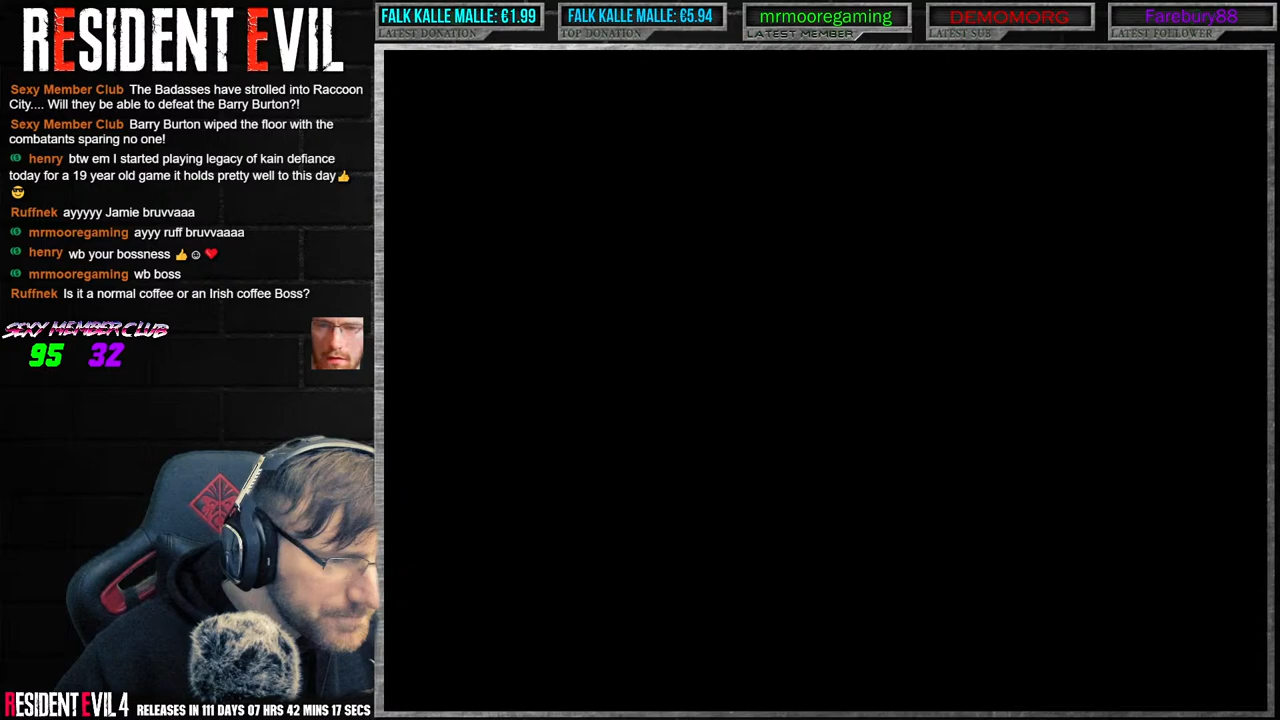 RESIDENT EVIL
FALK KALLE MALLE: €1.99
LATEST DONATION
FALK KALLE MALLE: €5.94
TOP DONATION
mrmooregaming
LATEST MEMBER
DEMOMORG
LATEST SUB
Farebury88
LATEST FOLLOWER
Sexy Member Club The Badasses have strolled into Raccoon
City.... Will they be able to defeat the Barry Burton?!
Sexy Member Club Barry Burton wiped the floor with the
combatants sparing no one!
henry btw em I started playing legacy of kain defiance
today for a 19 year old game it holds pretty well to this day👍
😎
Ruffnek ayyyyy Jamie bruvvaaa
mrmooregaming ayyy ruff bruvvaaaa
henry wb your bossness 👍☺❤
mrmooregaming wb boss
Ruffnek Is it a normal coffee or an Irish coffee Boss?
SEXY MEMBER CLUB
95 32
RESIDENT EVIL 4 RELEASES IN 111 DAYS 07 HRS 42 MINS 17 SECS